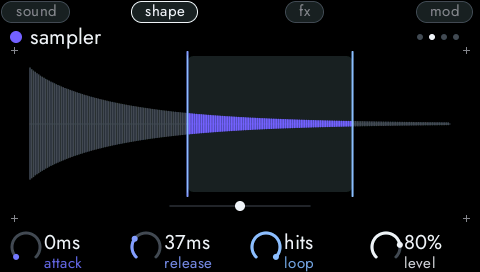 sound shape fx mod
sampler
0ms 37ms hits 80%
attack release loop level